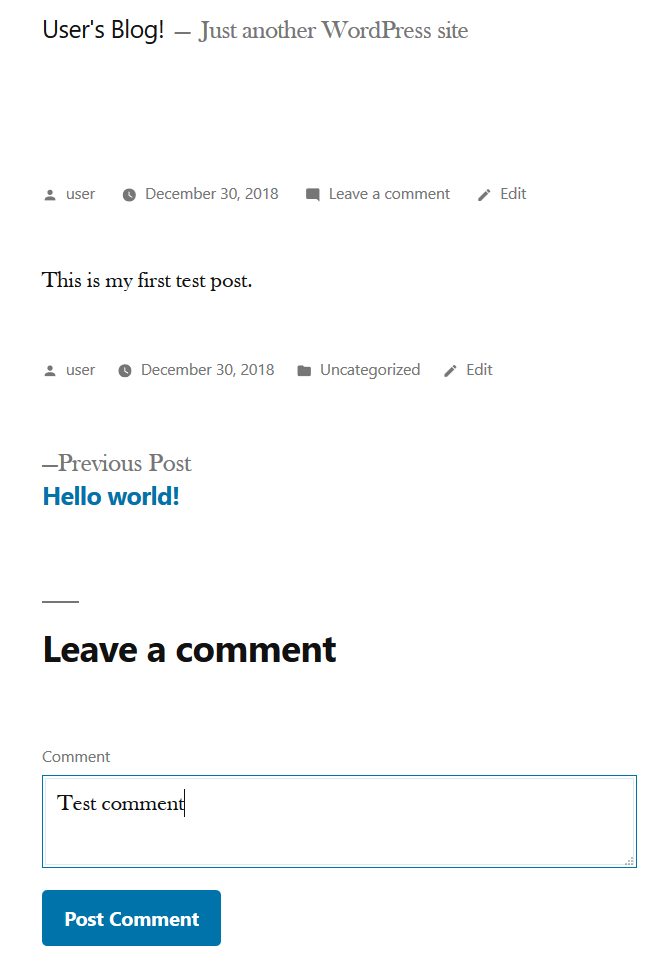 User's Blog! — Just another WordPress site
user December 30, 2018 Leave a comment Edit
This is my first test post.
user December 30, 2018 Uncategorized Edit
—Previous Post
Hello world!
Leave a comment
Comment
Test comment
Post Comment